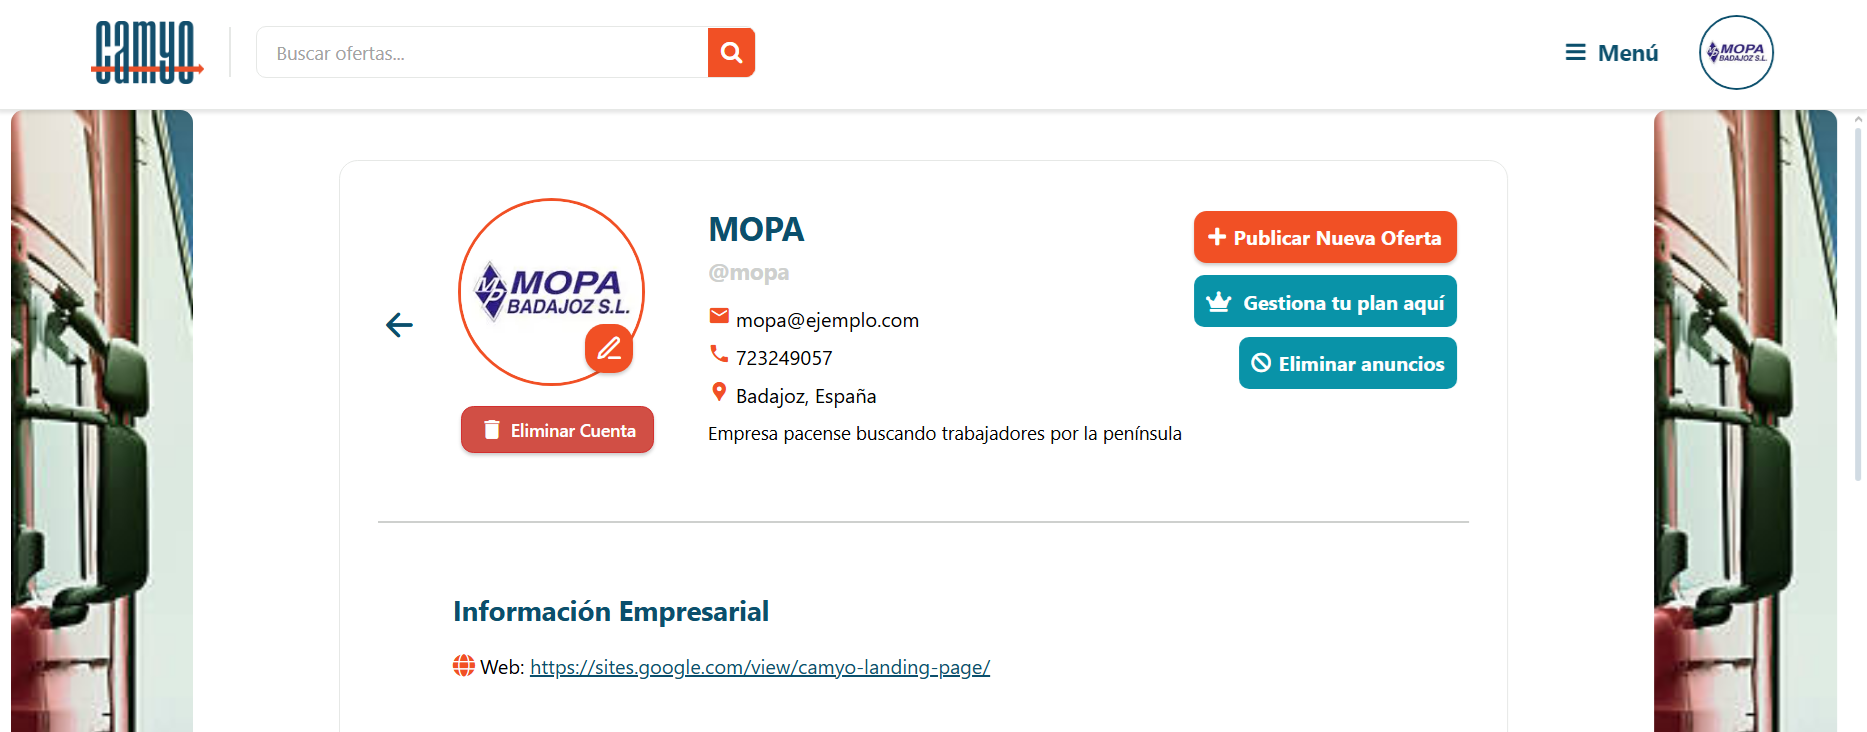 camyo
Buscar ofertas...
Menú
MOPA
BADAJOZ S.L.
MP
MOPA
BADAJOZ S.L.
Eliminar Cuenta
MOPA
@mopa
mopa@ejemplo.com
723249057
Badajoz, España
Empresa pacense buscando trabajadores por la península
Publicar Nueva Oferta
Gestiona tu plan aquí
Eliminar anuncios
Información Empresarial
Web: https://sites.google.com/view/camyo-landing-page/